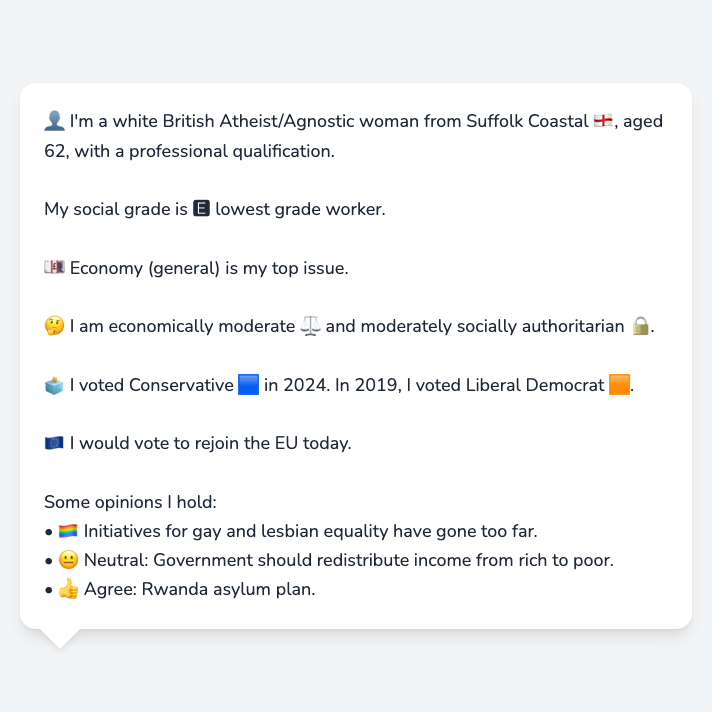 👤 I'm a white British Atheist/Agnostic woman from Suffolk Coastal 🏴󠁧󠁢󠁥󠁮󠁧󠁿, aged
62, with a professional qualification.
My social grade is E lowest grade worker.
💷 Economy (general) is my top issue.
🤔 I am economically moderate ⚖️ and moderately socially authoritarian 🔒.
🗳️ I voted Conservative 🟦 in 2024. In 2019, I voted Liberal Democrat 🟧.
🇪🇺 I would vote to rejoin the EU today.
Some opinions I hold:
• 🏳️‍🌈 Initiatives for gay and lesbian equality have gone too far.
• 😐 Neutral: Government should redistribute income from rich to poor.
• 👍 Agree: Rwanda asylum plan.